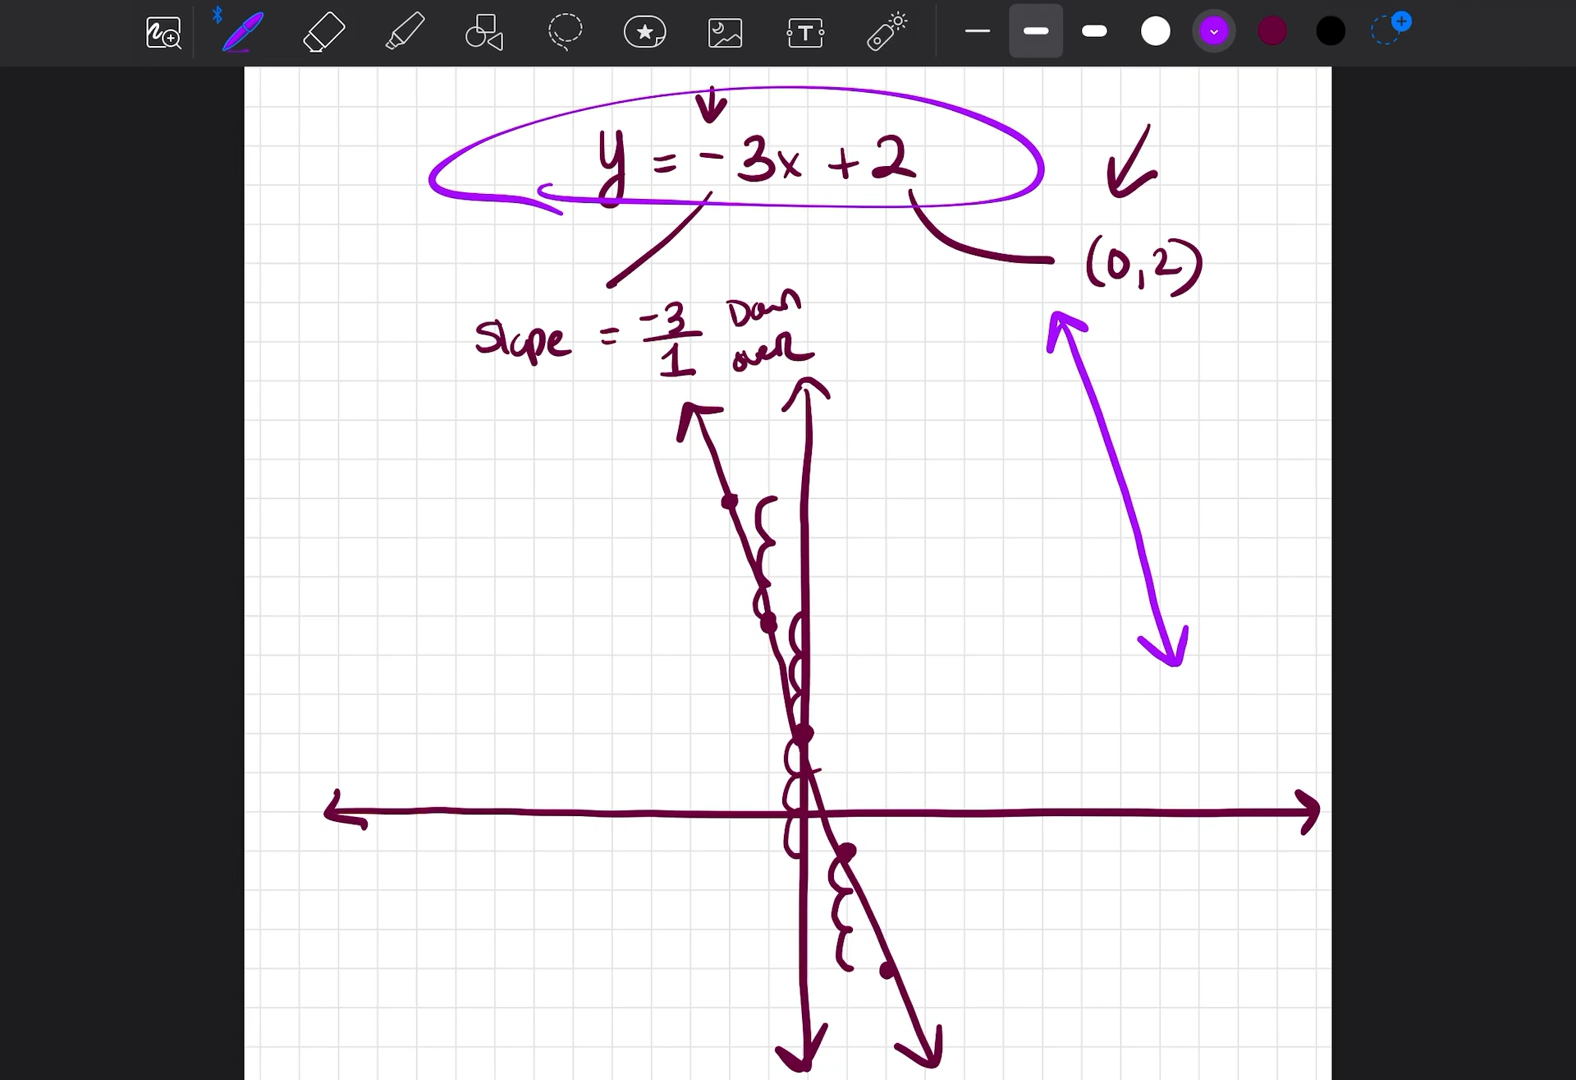 y = - 3x + 2
(0,2)
Slope = -3/1 Down
over